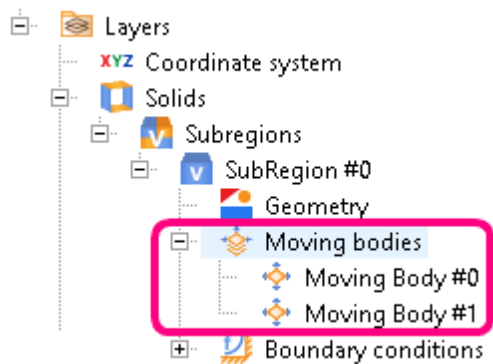 Layers
XYZ Coordinate system
Solids
Subregions
V SubRegion #0
Geometry
Moving bodies
Moving Body #0
Moving Body #1
Boundary conditions